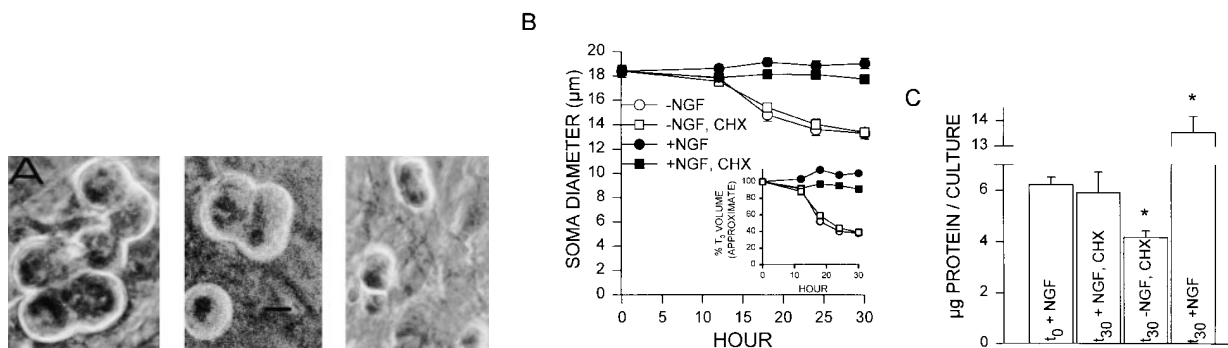 A
B
SOMA DIAMETER (µm)
20
18
16
14
12
10
8
6
4
2
0
-NGF
-NGF, CHX
+NGF
+NGF, CHX
% T0 VOLUME
(APPROXIMATE)
100
80
60
40
20
0
0 10 20 30
HOUR
0 5 10 15 20 25 30
HOUR
C
µg PROTEIN / CULTURE
14
13
6
4
*
*
t0 + NGF
t30 + NGF, CHX
t30 -NGF, CHX
t30 +NGF